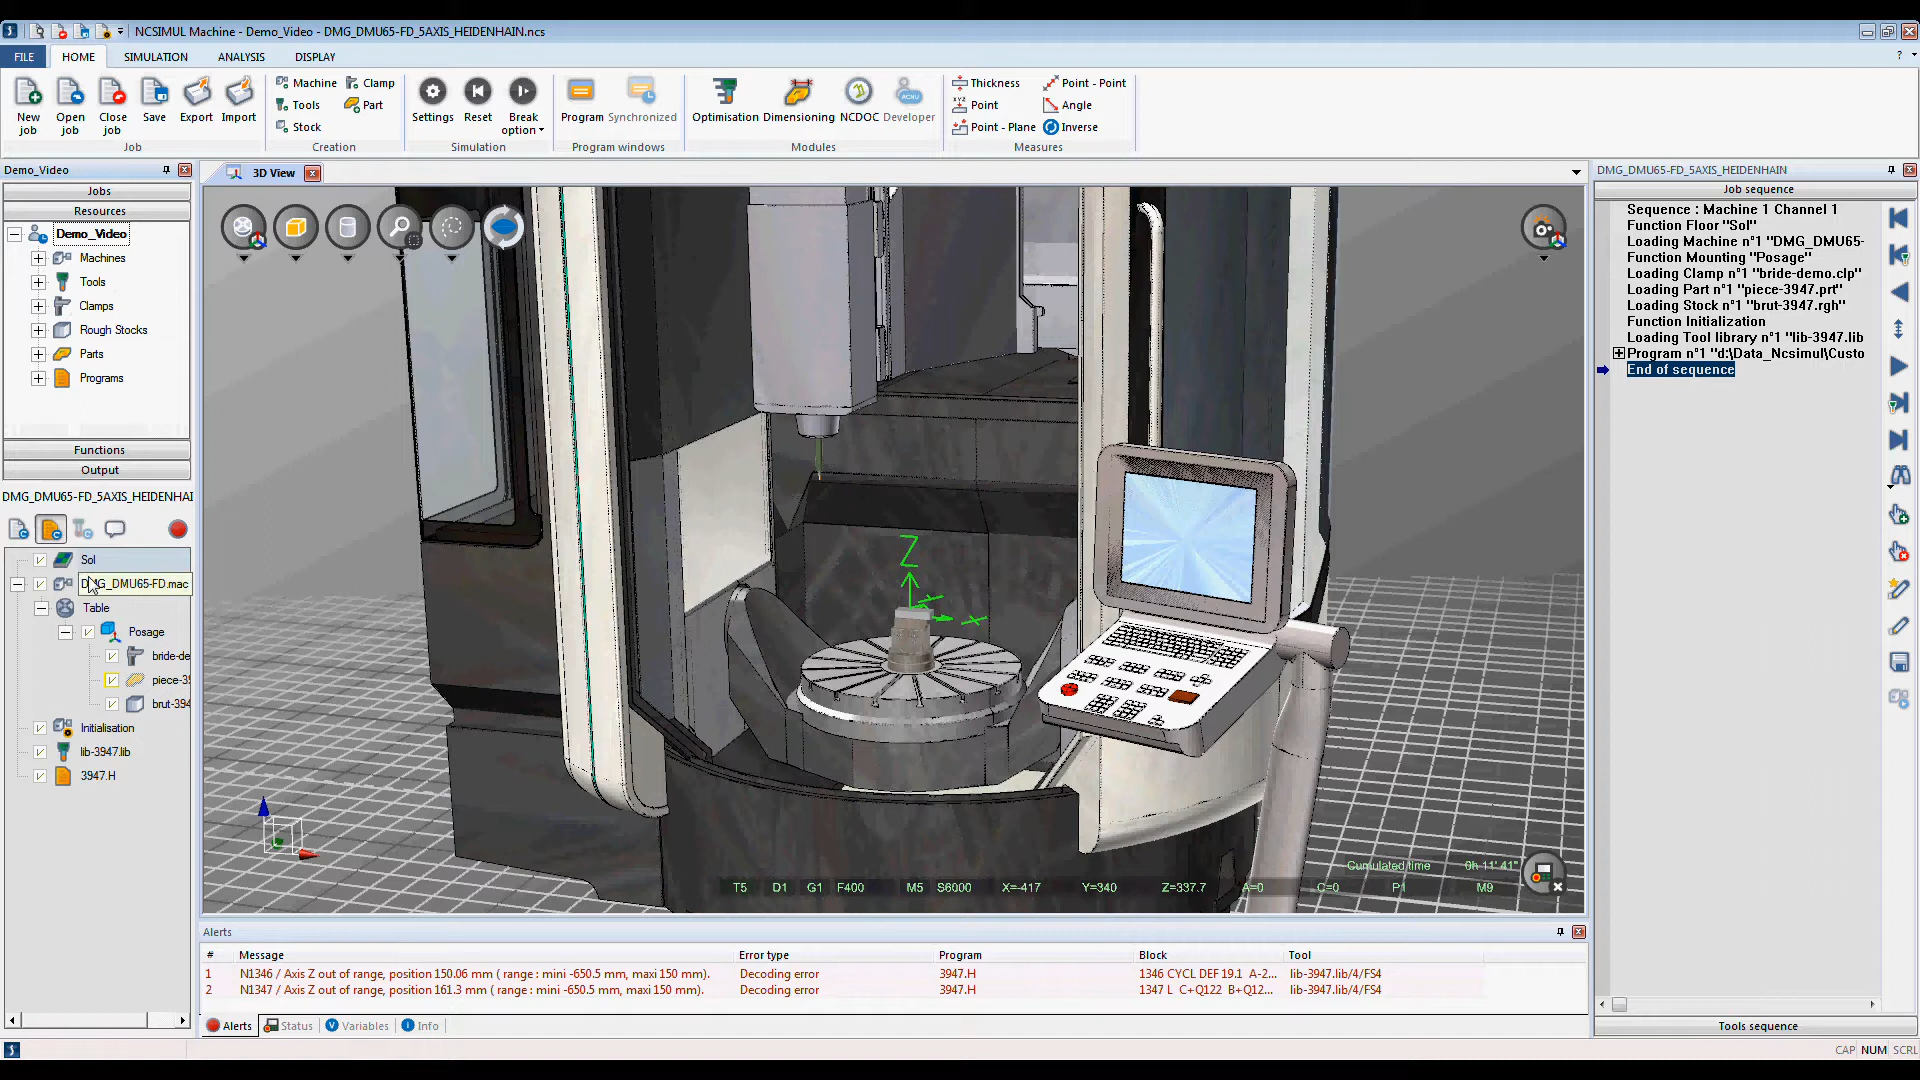 NCSIMUL Machine - Demo_Video - DMG_DMU65-FD_5AXIS_HEIDENHAIN.ncs
FILE HOME SIMULATION ANALYSIS DISPLAY
New job
Open job
Close job
Save
Export
Import
Job
Machine
Clamp
Tools
Part
Stock
Creation
Settings
Reset
Break option
Simulation
Program
Synchronized
Program windows
Optimisation
Dimensioning
NCDOC
Developer
Modules
Thickness
Point - Point
Point
Angle
Point - Plane
Inverse
Measures
Demo_Video
Jobs
Resources
Demo_Video
Machines
Tools
Clamps
Rough Stocks
Parts
Programs
Functions
Output
DMG_DMU65-FD_5AXIS_HEIDENHAI
Sol
DMG_DMU65-FD.mac
Table
Posage
bride-de
piece-39
brut-394
Initialisation
lib-3947.lib
3947.H
3D View
Z
Cumulated time 0h 11' 41"
T5 D1 G1 F400 M5 S6000 X=-417 Y=340 Z=337.7 A=0 C=0 P1 M9
Alerts
# Message Error type Program Block Tool
1 N1346 / Axis Z out of range, position 150.06 mm ( range : mini -650.5 mm, maxi 150 mm). Decoding error 3947.H 1346 CYCL DEF 19.1 A-2... lib-3947.lib/4/FS4
2 N1347 / Axis Z out of range, position 161.3 mm ( range : mini -650.5 mm, maxi 150 mm). Decoding error 3947.H 1347 L C+Q122 B+Q12... lib-3947.lib/4/FS4
Alerts Status Variables Info
DMG_DMU65-FD_5AXIS_HEIDENHAIN
Job sequence
Sequence : Machine 1 Channel 1
Function Floor "Sol"
Loading Machine n°1 "DMG_DMU65-
Function Mounting "Posage"
Loading Clamp n°1 "bride-demo.clp"
Loading Part n°1 "piece-3947.prt"
Loading Stock n°1 "brut-3947.rgh"
Function Initialization
Loading Tool library n°1 "lib-3947.lib
Program n°1 "d:\Data_Ncsimul\Custo
End of sequence
Tools sequence
CAP NUM SCRL